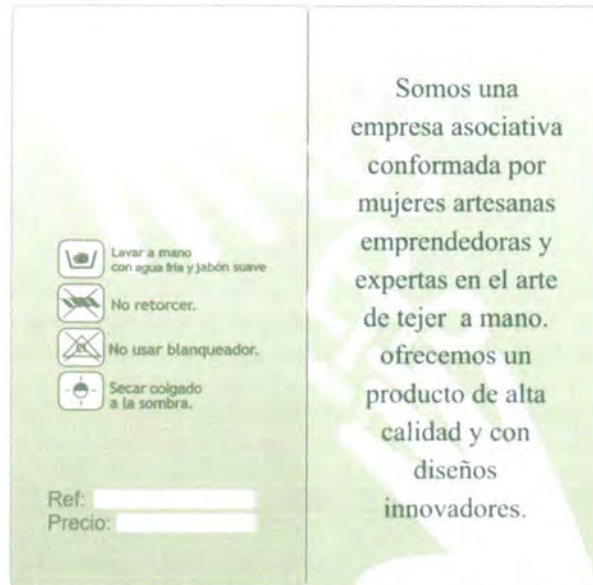 Lavar a mano
con agua fria y jabón suave
No retorcer.
No usar blanqueador.
Secar colgado
a la sombra.
Ref:
Precio:
Somos una
empresa asociativa
conformada por
mujeres artesanas
emprendedoras y
expertas en el arte
de tejer a mano.
ofrecemos un
producto de alta
calidad y con
diseños
innovadores.